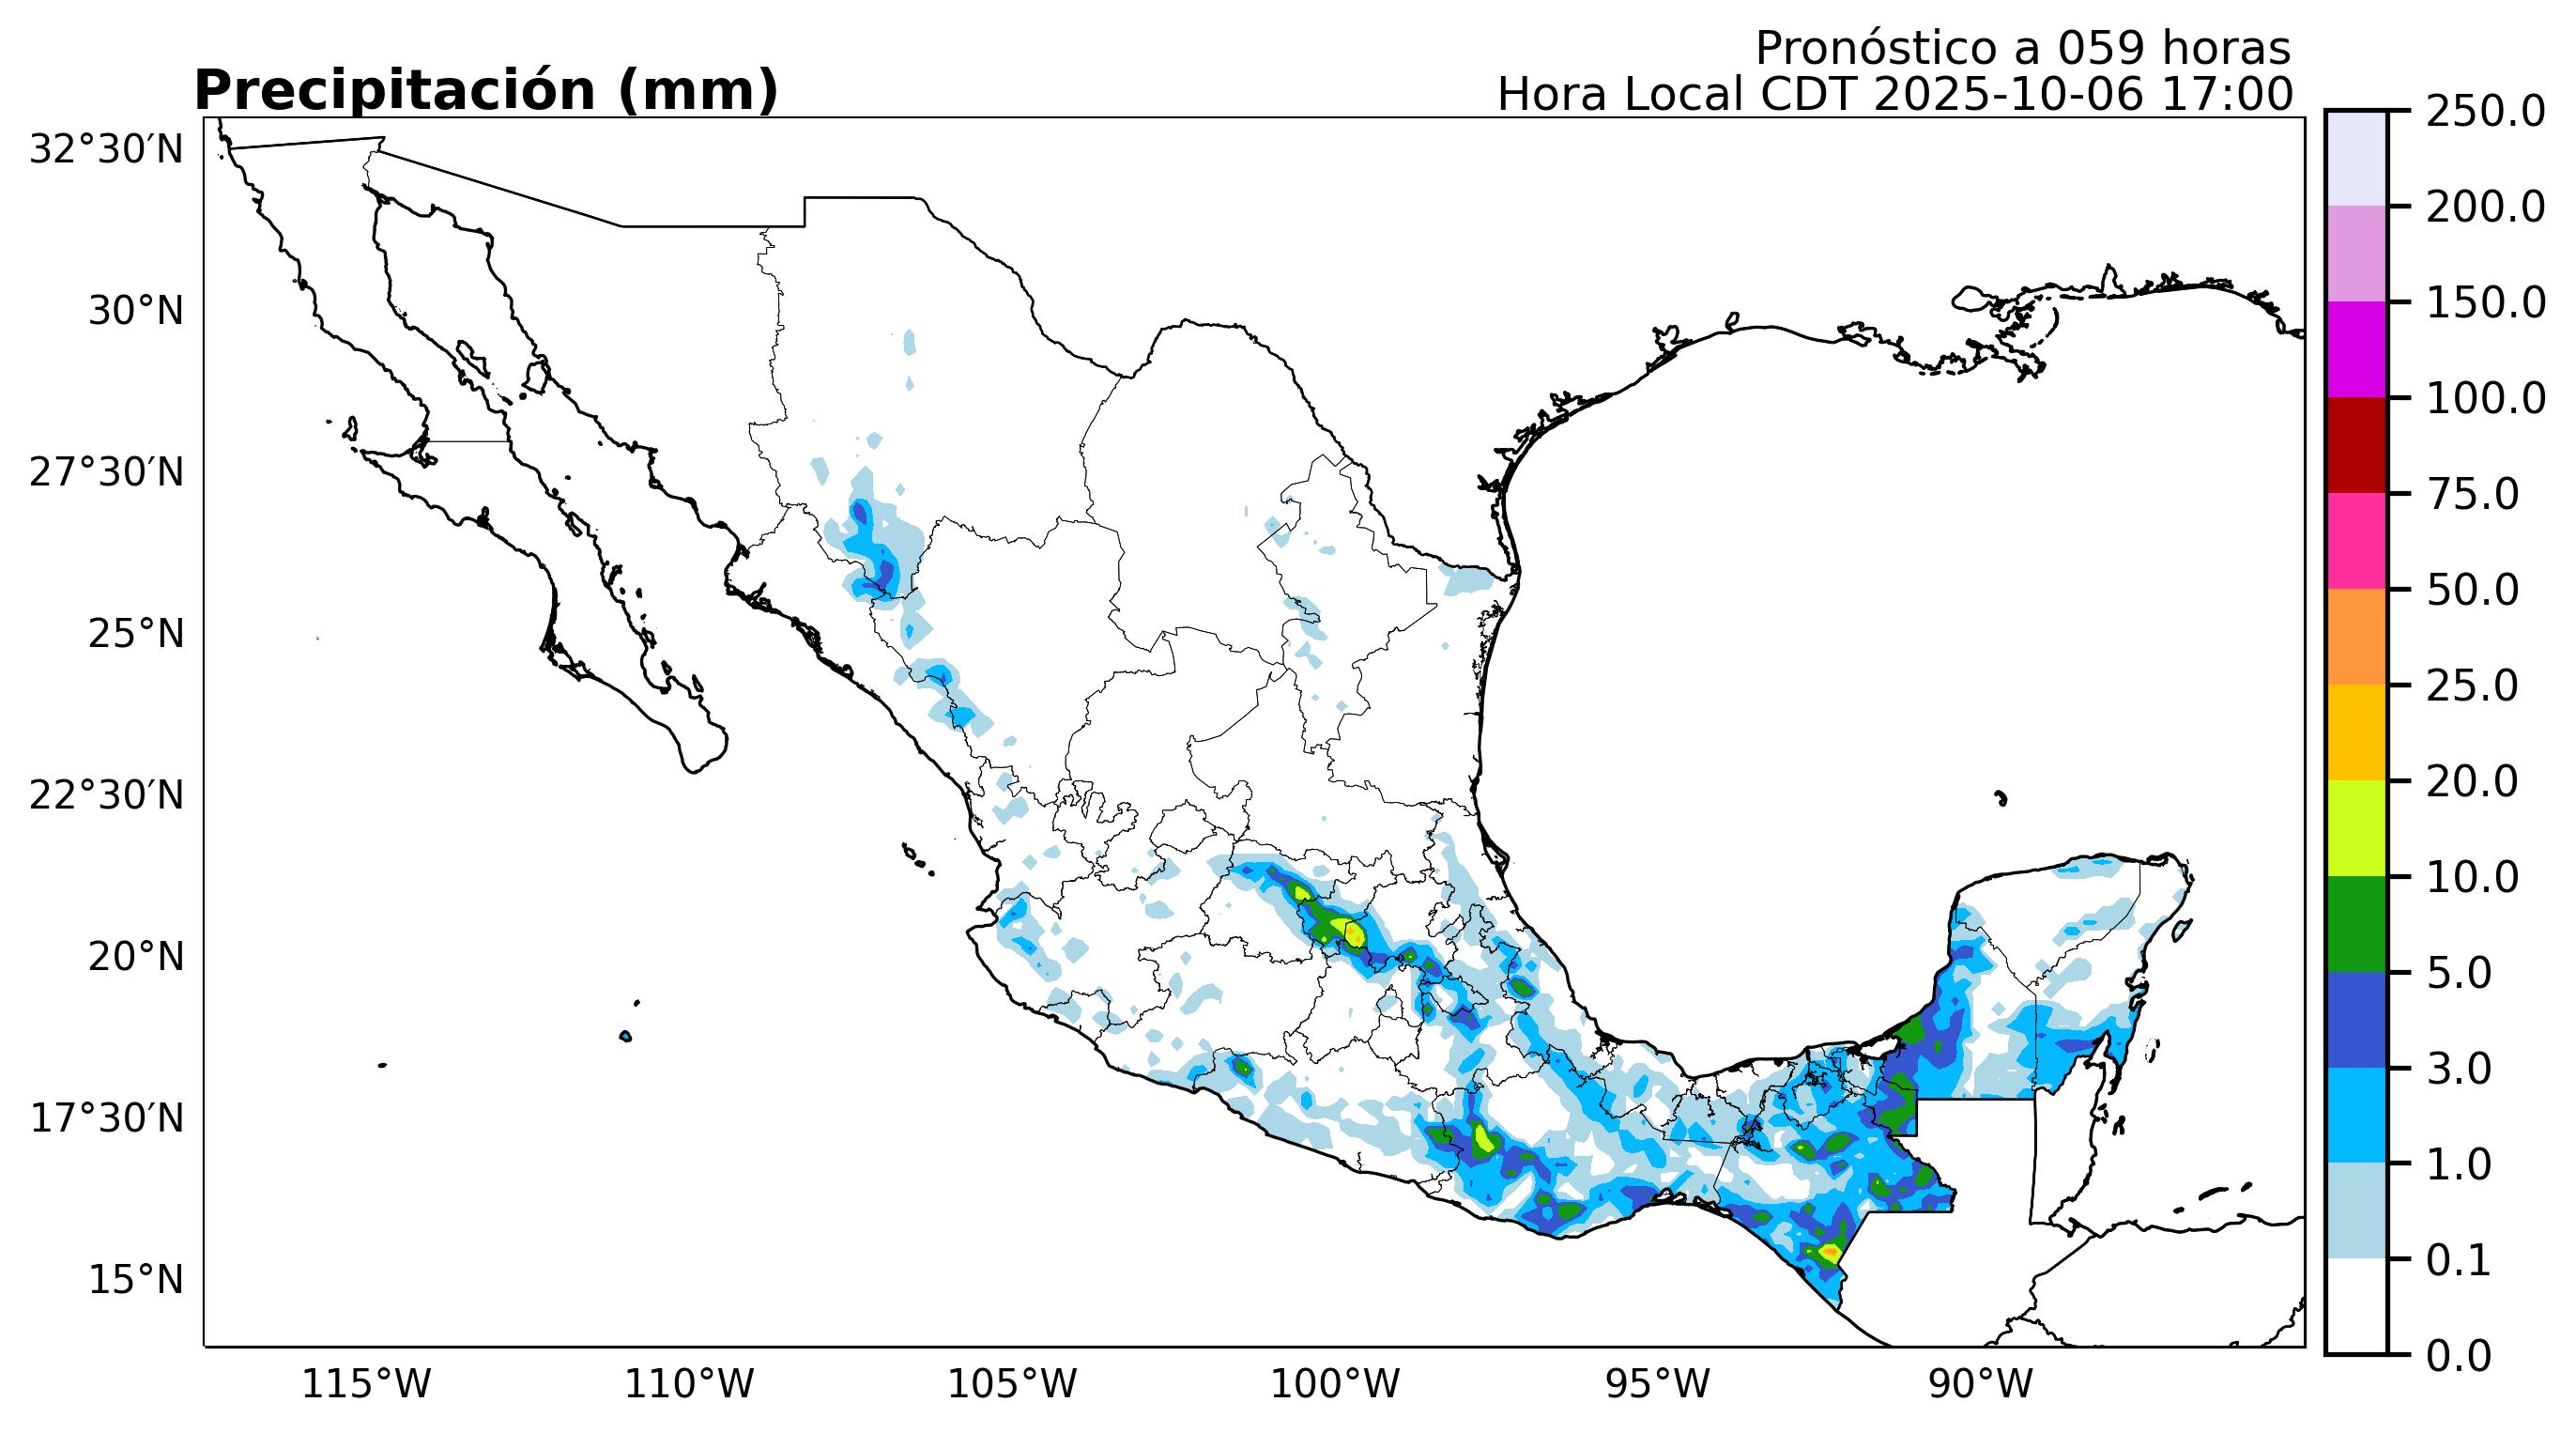 Pronóstico a 059 horas
Precipitación (mm)
Hora Local CDT 2025-10-06 17:00
32°30′N
30°N
27°30′N
25°N
22°30′N
20°N
17°30′N
15°N
115°W
110°W
105°W
100°W
95°W
90°W
250.0
200.0
150.0
100.0
75.0
50.0
25.0
20.0
10.0
5.0
3.0
1.0
0.1
0.0